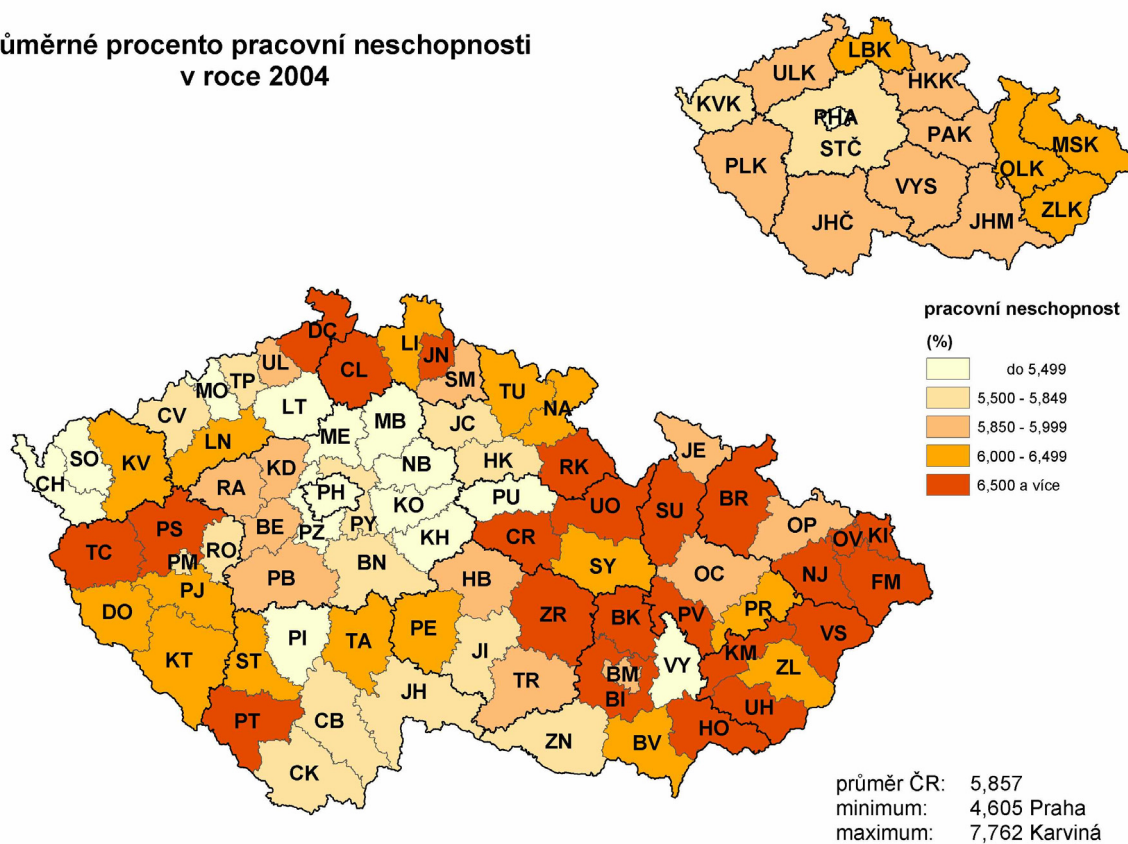 ůměrné procento pracovní neschopnosti
v roce 2004
LBK
ULK
HKK
KVK
PHA
STČ
PAK
MSK
OLK
PLK
VYS
ZLK
JHČ
JHM
pracovní neschopnost
(%)
do 5,499
5,500 - 5,849
5,850 - 5,999
6,000 - 6,499
6,500 a více
DC
LI
JN
CL
UL
SM
TU
NA
MO
TP
CV
LT
MB
JC
ME
LN
SO
KV
CH
KD
NB
HK
RK
JE
RA
PH
KO
PU
UO
SU
BR
PS
BE
PŽ
PY
KH
CR
OP
OV
KI
TC
PM
RO
BN
SY
OC
NJ
FM
PJ
PB
HB
DO
PR
ZR
BK
PV
VS
PI
TA
PE
KT
ST
JI
VY
KM
ZL
BM
BI
TR
JH
UH
PT
CB
HO
ZN
BV
CK
průměr ČR: 5,857
minimum: 4,605 Praha
maximum: 7,762 Karviná